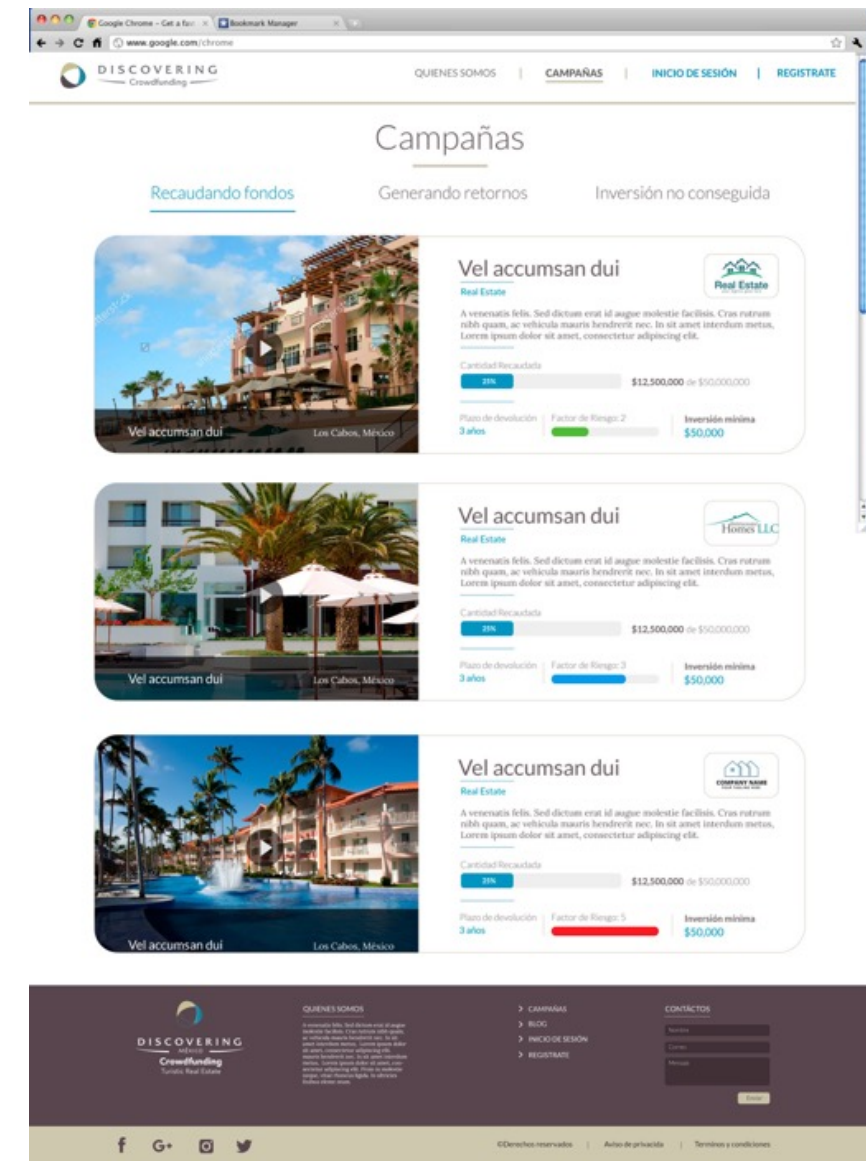 Google Chrome - Get a fast
Bookmark Manager
www.google.com/chrome
DISCOVERING
Crowdfunding
QUIENES SOMOS | CAMPAÑAS | INICIO DE SESIÓN | REGISTRATE
Campañas
Recaudando fondos
Generando retornos
Inversión no conseguida
Vel accumsan dui
Los Cabos, México
Vel accumsan dui
Real Estate
Real Estate
A venenatis felis. Sed dictum erat id augue molestie facilisis. Cras rutrum
nibh quam, ac vehicula mauris hendrerit nec. In sit amet interdum metus,
Lorem ipsum dolor sit amet, consectetur adipiscing elit.
Cantidad Recaudada
25%
$12,500,000 de $50,000,000
Plazo de devolución
3 años
Factor de Riesgo: 2
Inversión mínima
$50,000
Vel accumsan dui
Los Cabos, México
Vel accumsan dui
Real Estate
Homes LLC
A venenatis felis. Sed dictum erat id augue molestie facilisis. Cras rutrum
nibh quam, ac vehicula mauris hendrerit nec. In sit amet interdum metus,
Lorem ipsum dolor sit amet, consectetur adipiscing elit.
Cantidad Recaudada
25%
$12,500,000 de $50,000,000
Plazo de devolución
3 años
Factor de Riesgo: 3
Inversión mínima
$50,000
Vel accumsan dui
Los Cabos, México
Vel accumsan dui
Real Estate
COMPANY NAME
A venenatis felis. Sed dictum erat id augue molestie facilisis. Cras rutrum
nibh quam, ac vehicula mauris hendrerit nec. In sit amet interdum metus,
Lorem ipsum dolor sit amet, consectetur adipiscing elit.
Cantidad Recaudada
25%
$12,500,000 de $50,000,000
Plazo de devolución
3 años
Factor de Riesgo: 5
Inversión mínima
$50,000
DISCOVERING
MÉXICO
Crowdfunding
Turistic Real Estate
QUIENES SOMOS
> CAMPAÑAS
> BLOG
> INICIO DE SESIÓN
> REGISTRATE
CONTÁCTOS
Nombre
Correo
Mensaje
Enviar
f G+
©Derechos reservados | Aviso de privacida | Terminos y condiciones